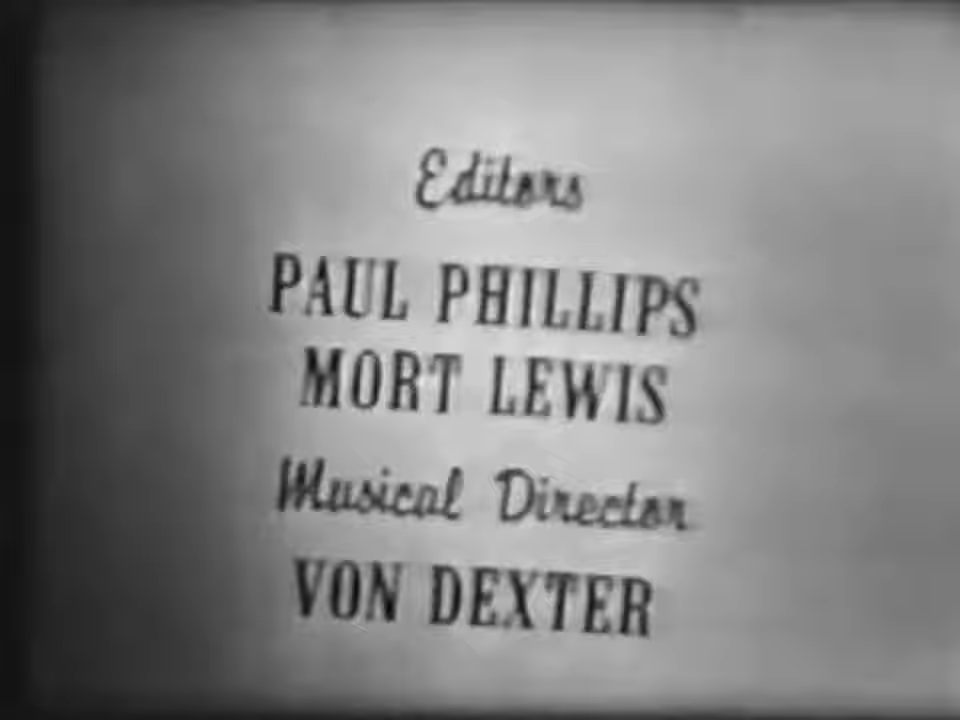 Editors
PAUL PHILLIPS
MORT LEWIS
Musical Director
VON DEXTER